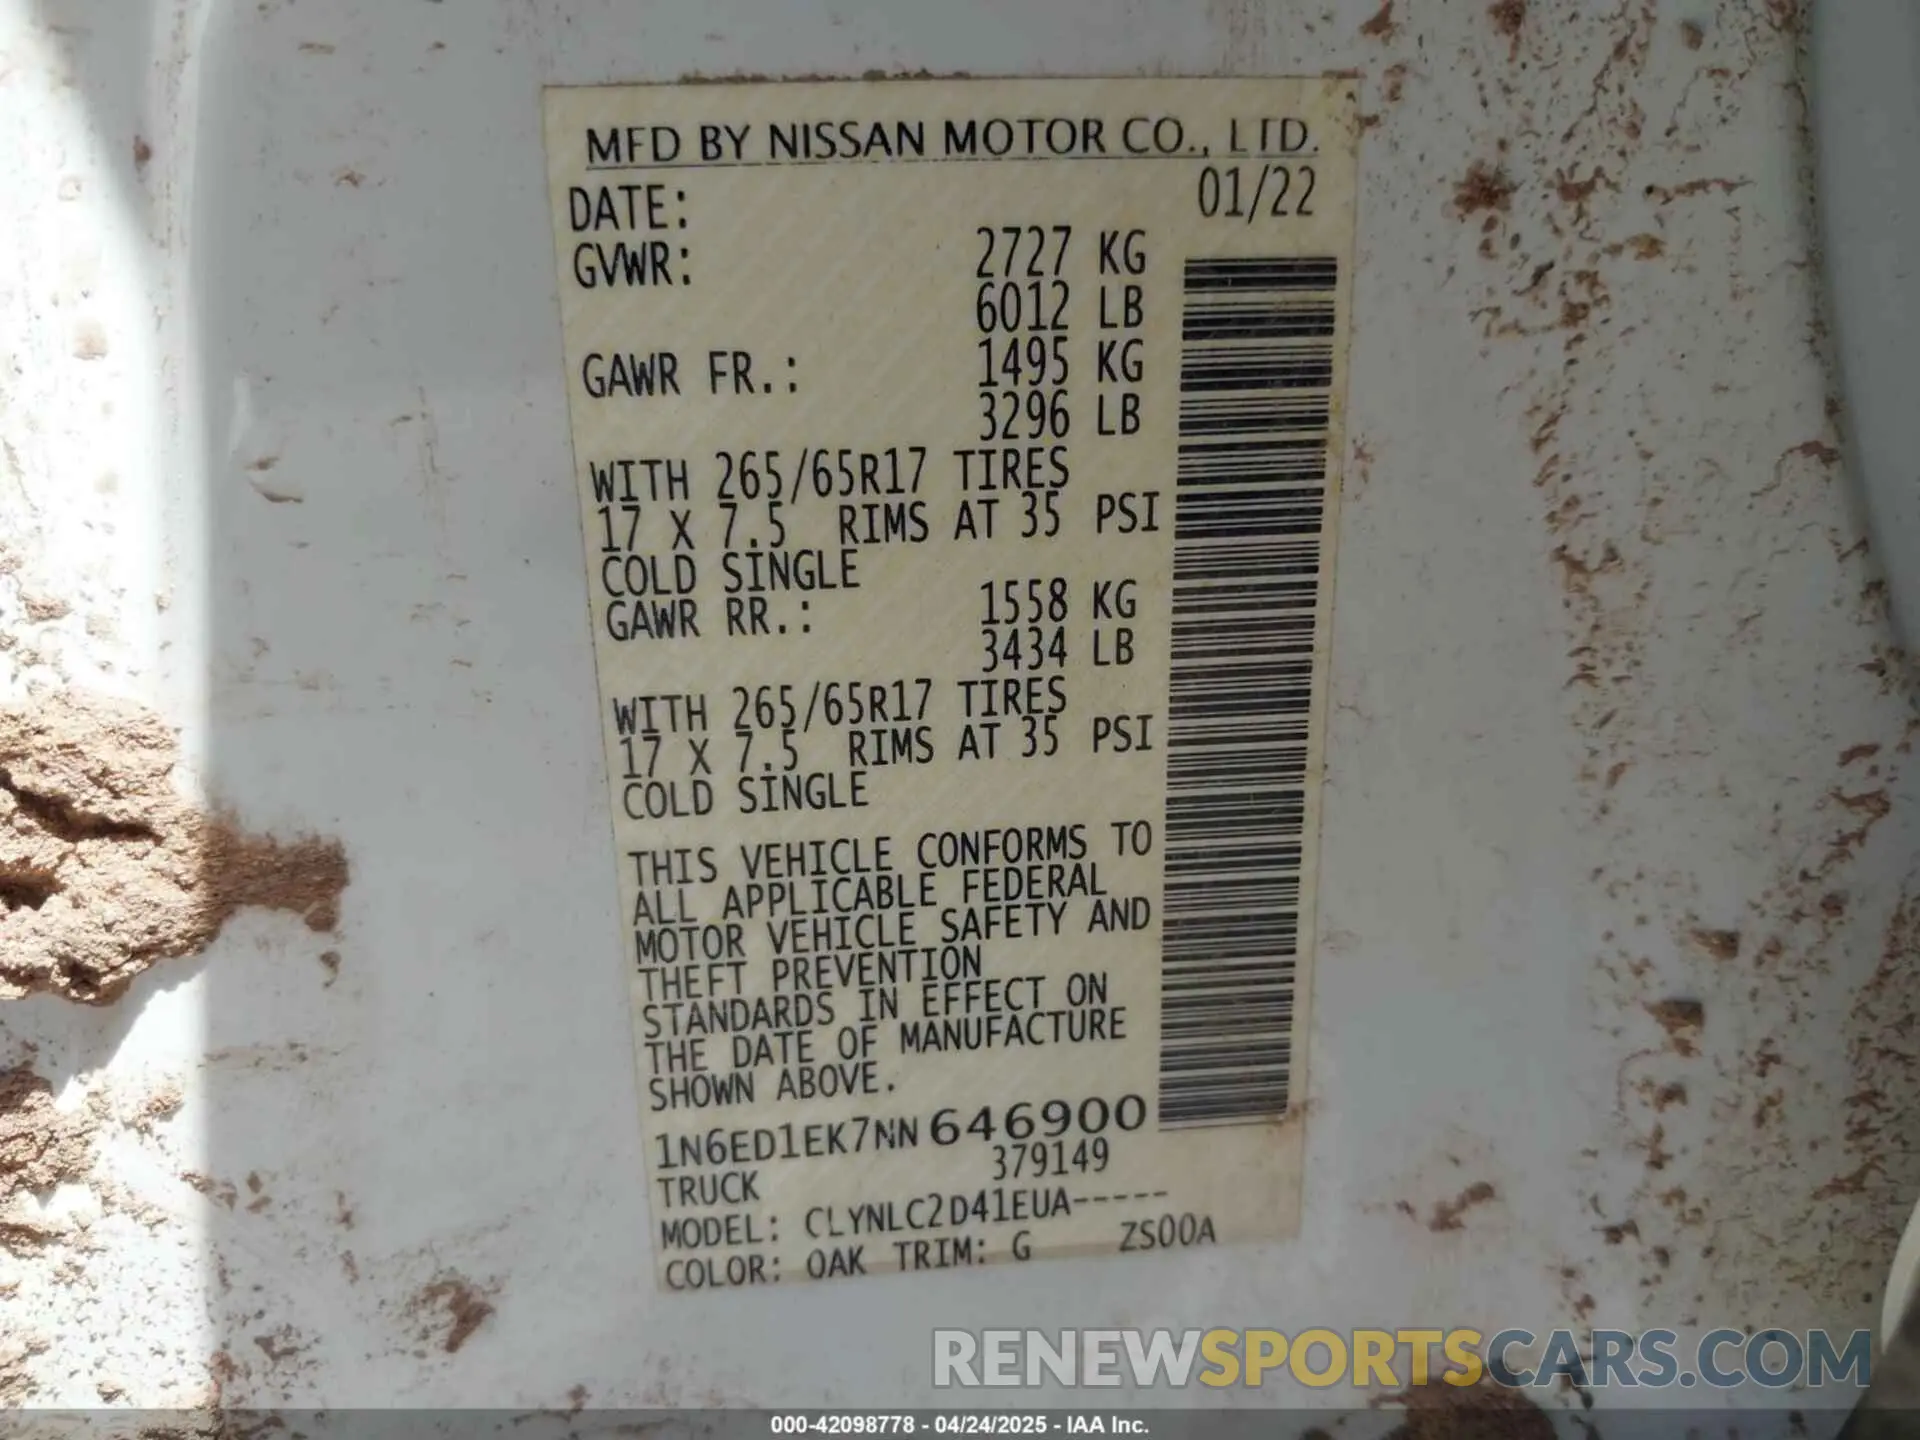 MFD BY NISSAN MOTOR CO., LTD.
DATE: 01/22
GVWR: 2727 KG
6012 LB
GAWR FR.: 1495 KG
3296 LB
WITH 265/65R17 TIRES
17 X 7.5 RIMS AT 35 PSI
COLD SINGLE
GAWR RR.: 1558 KG
3434 LB
WITH 265/65R17 TIRES
17 X 7.5 RIMS AT 35 PSI
COLD SINGLE
THIS VEHICLE CONFORMS TO
ALL APPLICABLE FEDERAL
MOTOR VEHICLE SAFETY AND
THEFT PREVENTION
STANDARDS IN EFFECT ON
THE DATE OF MANUFACTURE
SHOWN ABOVE.
1N6ED1EK7NN646900
TRUCK 379149
MODEL: CLYNLC2D41EUA-----
COLOR: QAK TRIM: G ZS00A
RENEWSPORTSCARS.COM
000-42098778 - 04/24/2025 - IAA Inc.